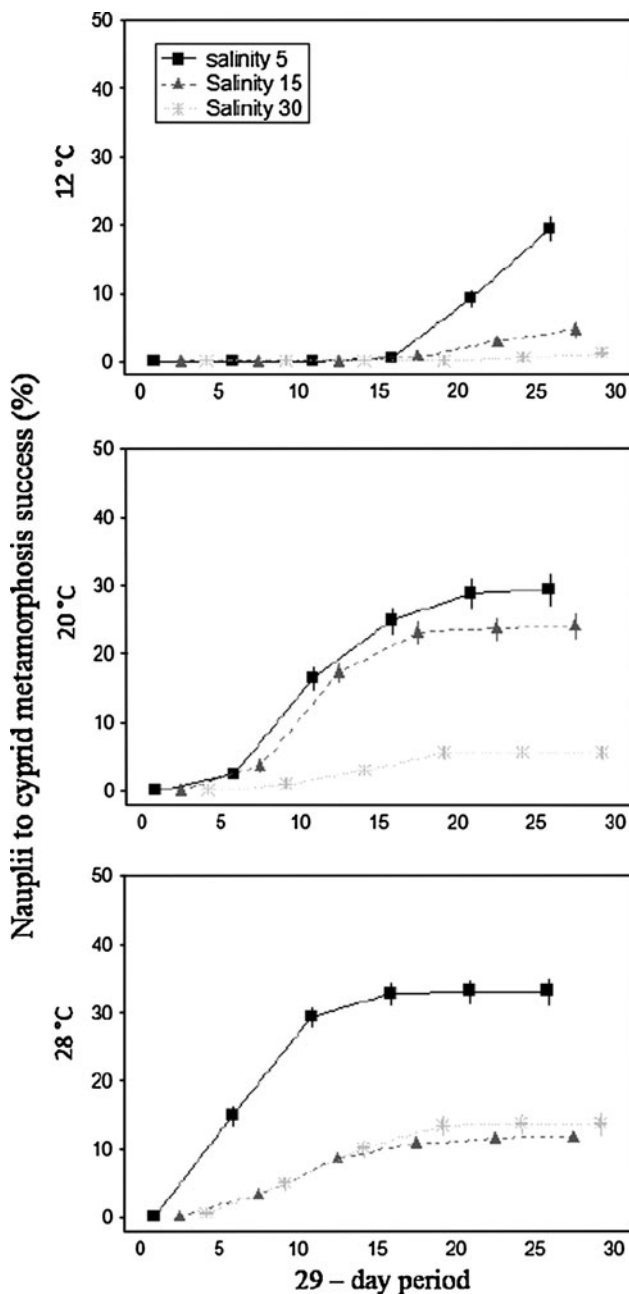 Nauplii to cyprid metamorphosis success (%)
12 °C
50
40
30
20
10
0
salinity 5
Salinity 15
Salinity 30
0 5 10 15 20 25 30
20 °C
50
40
30
20
10
0
0 5 10 15 20 25 30
28 °C
50
40
30
20
10
0
0 5 10 15 20 25 30
29 – day period